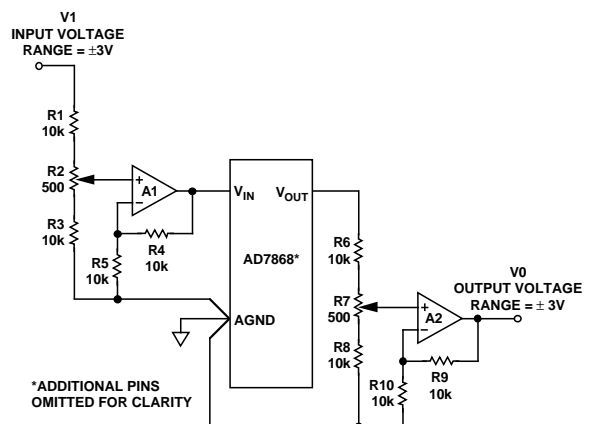 V1
INPUT VOLTAGE
RANGE = ±3V
R1
10k
R2
500
R3
10k
A1
+
–
R4
10k
R5
10k
VIN
VOUT
AD7868*
AGND
R6
10k
R7
500
R8
10k
A2
+
–
R9
10k
R10
10k
V0
OUTPUT VOLTAGE
RANGE = ± 3V
*ADDITIONAL PINS
OMITTED FOR CLARITY